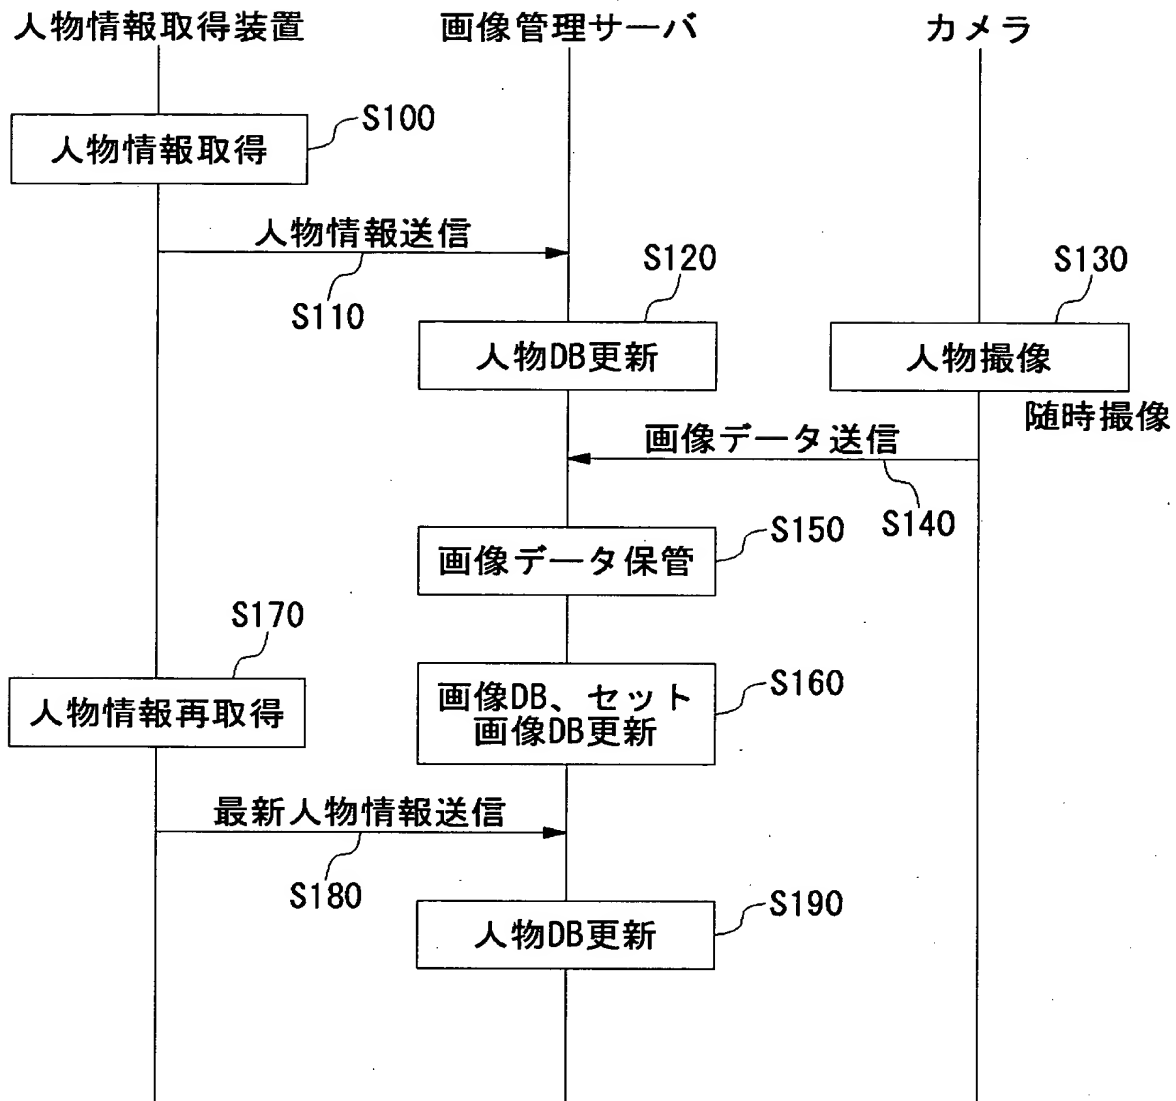 人物情報取得装置
画像管理サーバ
カメラ
S100
人物情報取得
人物情報送信
S110
S120
S130
人物DB更新
人物撮像
随時撮像
画像データ送信
S140
S150
画像データ保管
S170
S160
人物情報再取得
画像DB、セット
画像DB更新
最新人物情報送信
S180
S190
人物DB更新